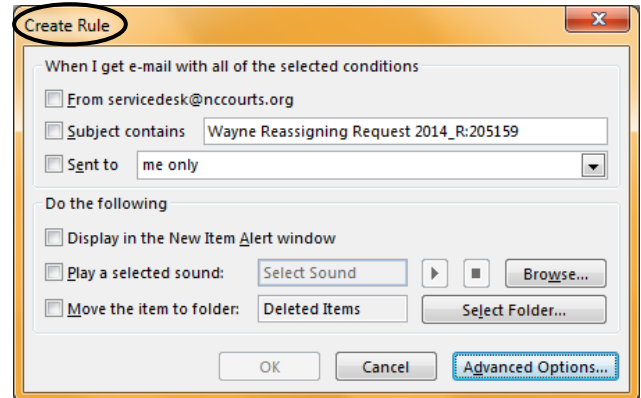 Create Rule
When I get e-mail with all of the selected conditions
From servicedesk@nccourts.org
Subject contains Wayne Reassigning Request 2014_R:205159
Sent to me only
Do the following
Display in the New Item Alert window
Play a selected sound: Select Sound Browse...
Move the item to folder: Deleted Items Select Folder...
OK Cancel Advanced Options...